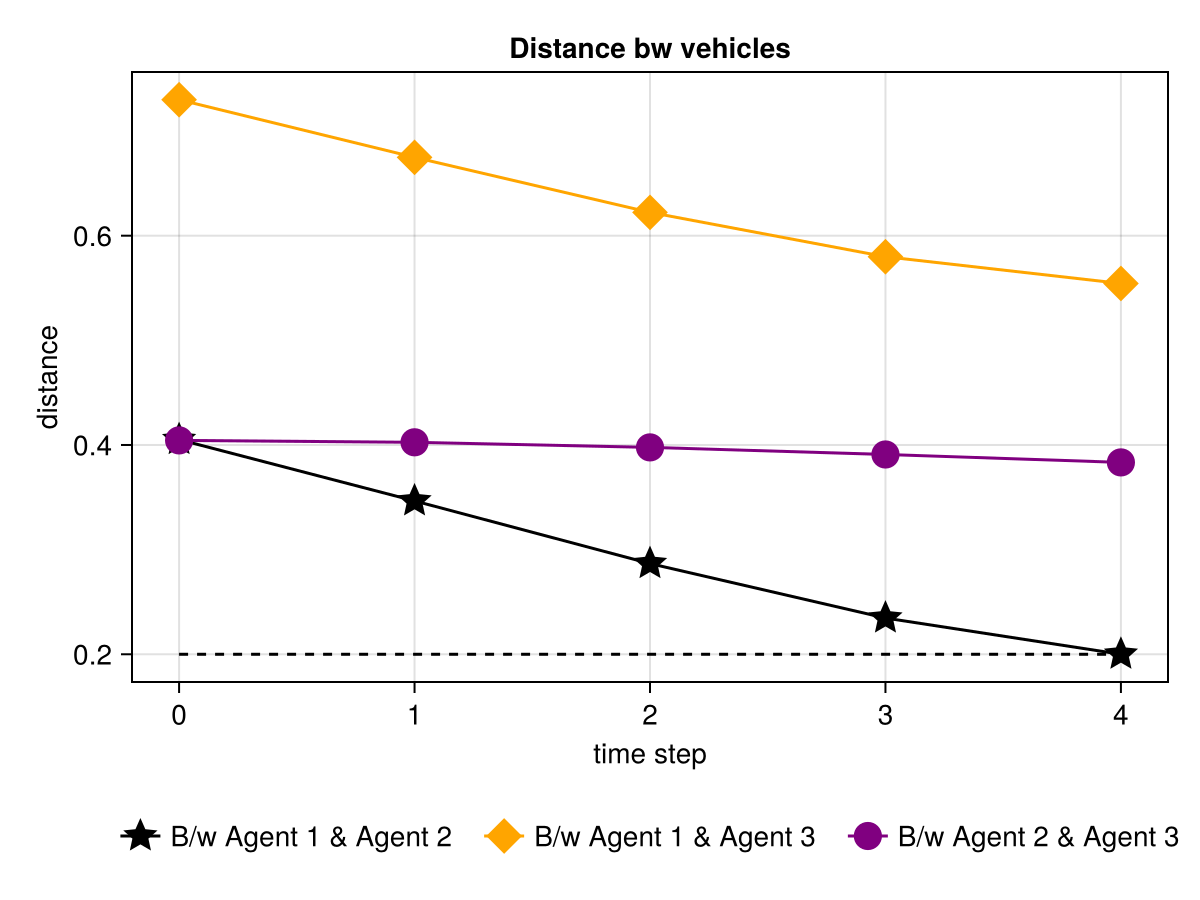 Distance bw vehicles
distance
0.6
0.4
0.2
0 1 2 3 4
time step
B/w Agent 1 & Agent 2 B/w Agent 1 & Agent 3 B/w Agent 2 & Agent 3